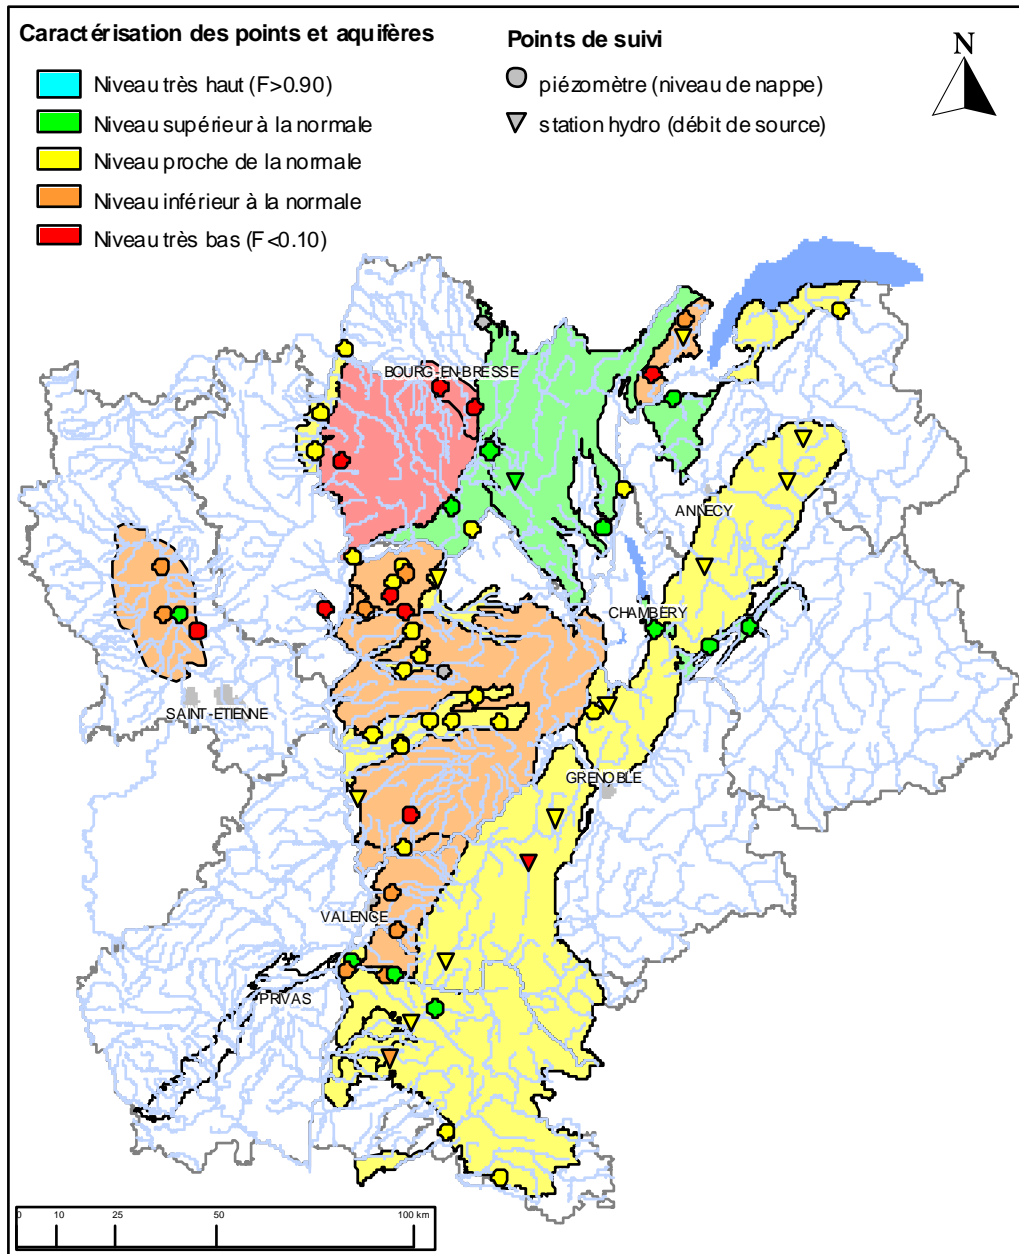 Caractérisation des points et aquifères
Niveau très haut (F>0.90)
Niveau supérieur à la normale
Niveau proche de la normale
Niveau inférieur à la normale
Niveau très bas (F<0.10)
Points de suivi
piézomètre (niveau de nappe)
station hydro (débit de source)
N
BOURG-EN-BRESSE
ANNECY
CHAMBERY
SAINT-ETIENNE
GRENOBLE
VALENCE
PRIVAS
0 10 25 50 100 km